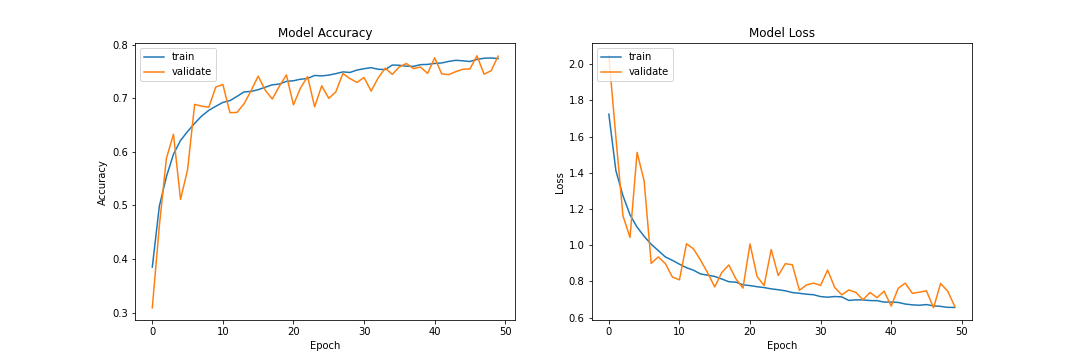 Model Accuracy
train
validate
0.8
0.7
0.6
0.5
0.4
0.3
Accuracy
0 10 20 30 40 50
Epoch
Model Loss
train
validate
2.0
1.8
1.6
1.4
1.2
1.0
0.8
0.6
Loss
0 10 20 30 40 50
Epoch